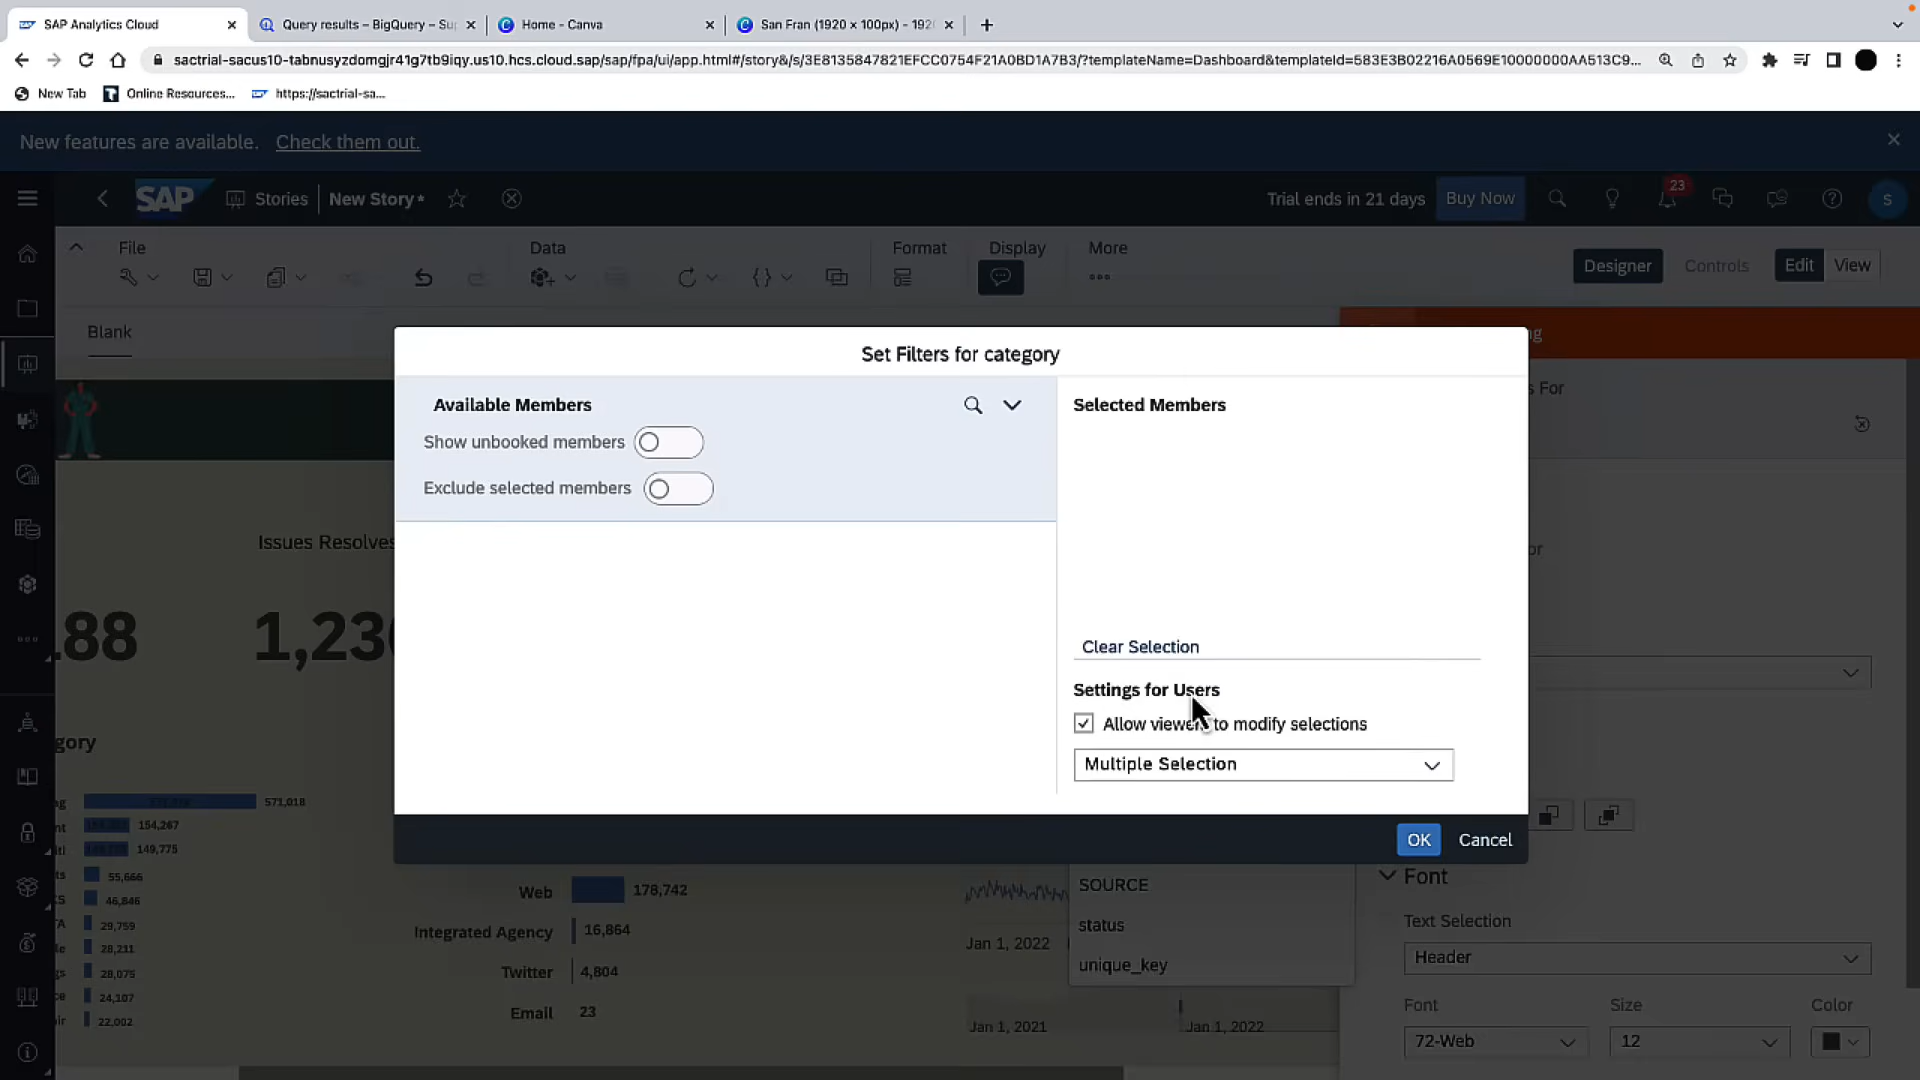 SAP Analytics Cloud
Query results – BigQuery – Su
Home - Canva
San Fran (1920 x 100px) - 192
sactrial-sacus10-tabnusyzdomgjr41g7tb9iqy.us10.hcs.cloud.sap/sap/fpa/ui/app.html#/story&/s/3E8135847821EFCC0754F21A0BD1A7B3/?templateName=Dashboard&templateId=583E3B02216A0569E10000000AA513C9...
New Tab
Online Resources...
https://sactrial-sa...
New features are available. Check them out.
SAP
Stories
New Story*
Trial ends in 21 days
Buy Now
23
S
File
Data
Format
Display
More
Designer
Controls
Edit
View
Blank
Set Filters for category
Available Members
Selected Members
Show unbooked members
Exclude selected members
Clear Selection
Settings for Users
Allow viewers to modify selections
Multiple Selection
OK
Cancel
Issues Resolves
188
1,230
gory
571,018
154,267
149,775
55,666
46,846
29,759
28,211
28,075
24,107
22,002
Web 178,742
Integrated Agency 16,864
Twitter 4,804
Email 23
Jan 1, 2022
Jan 1, 2021
Jan 1, 2022
SOURCE
status
unique_key
s For
Font
Text Selection
Header
Font
Size
Color
72-Web
12